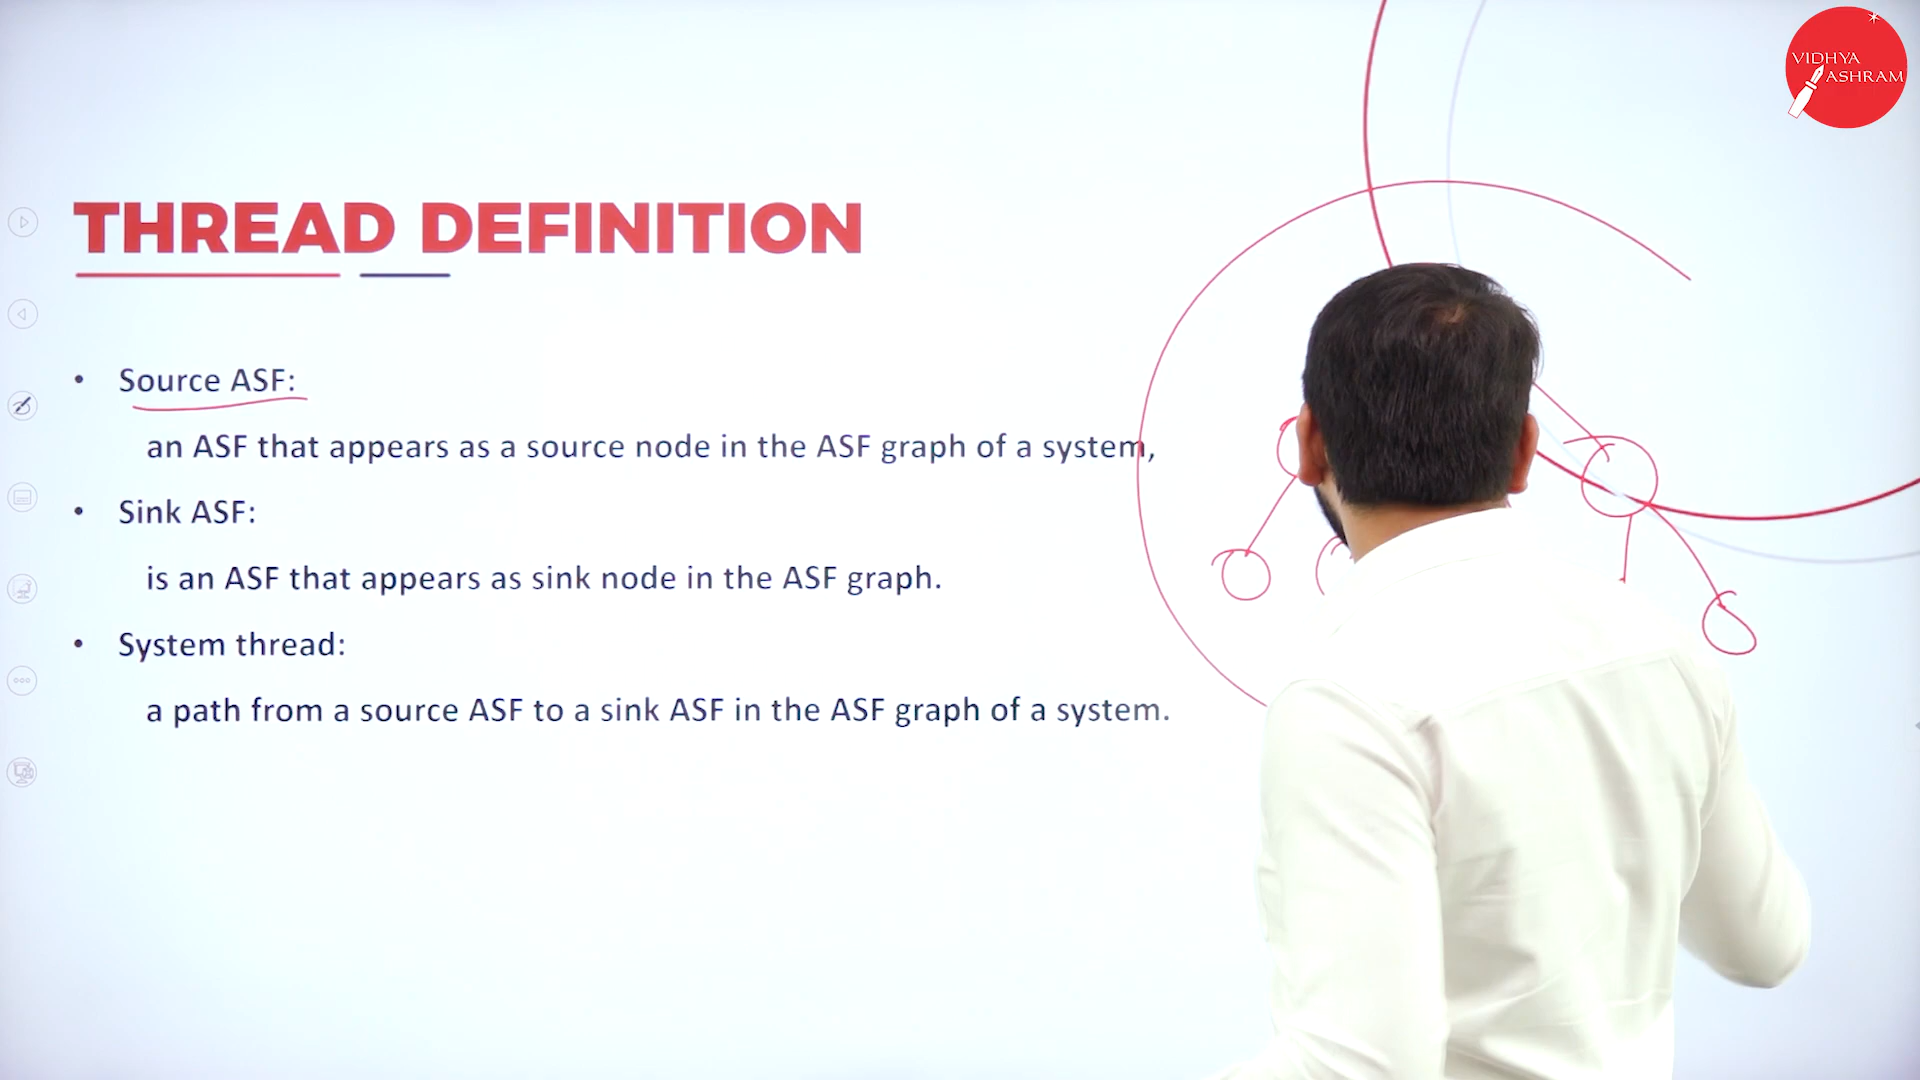 VIDHYA
ASHRAM
THREAD DEFINITION
• Source ASF:
an ASF that appears as a source node in the ASF graph of a system,
• Sink ASF:
is an ASF that appears as sink node in the ASF graph.
• System thread:
a path from a source ASF to a sink ASF in the ASF graph of a system.